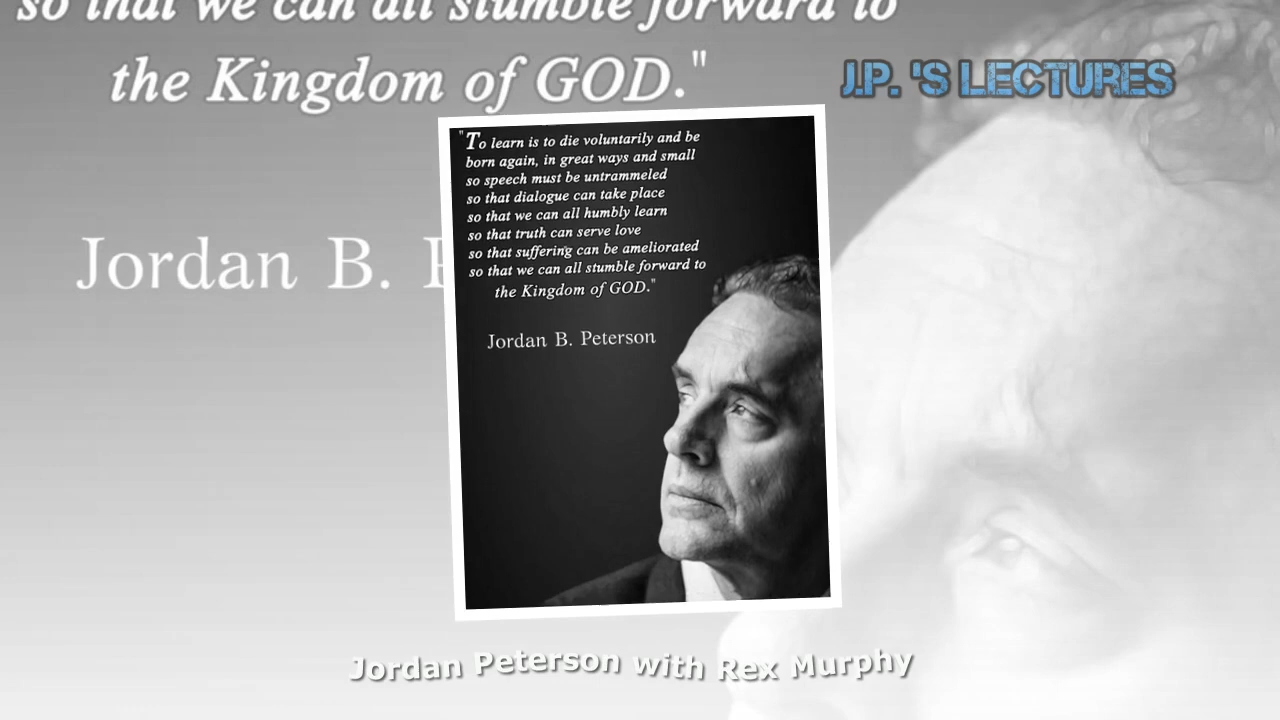 so that we can all stumble forward to
the Kingdom of GOD."
J.P. 'S LECTURES
Jordan B. P
"To learn is to die voluntarily and be
born again, in great ways and small
so speech must be untrammeled
so that dialogue can take place
so that we can all humbly learn
so that truth can serve love
so that suffering can be ameliorated
so that we can all stumble forward to
the Kingdom of GOD."
Jordan B. Peterson
Jordan Peterson with Rex Murphy